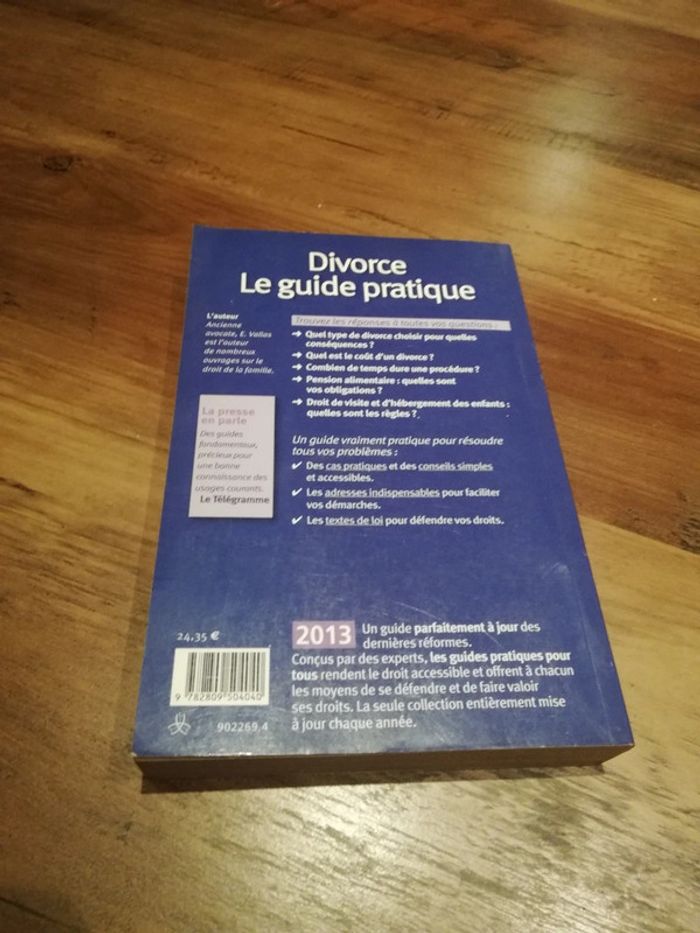 Divorce
Le guide pratique
L'auteur
Ancienne
avocate, E. Vallas
est l'auteur
de nombreux
ouvrages sur le
droit de la famille.
La presse
en parle
Des guides
fondamentaux,
précieux pour
une bonne
connaissance des
usages courants.
Le Télégramme
Trouvez les réponses à toutes vos questions :
➔ Quel type de divorce choisir pour quelles
conséquences ?
➔ Quel est le coût d'un divorce ?
➔ Combien de temps dure une procédure ?
➔ Pension alimentaire : quelles sont
vos obligations ?
➔ Droit de visite et d'hébergement des enfants :
quelles sont les règles ?
Un guide vraiment pratique pour résoudre
tous vos problèmes :
✔ Des cas pratiques et des conseils simples
et accessibles.
✔ Les adresses indispensables pour faciliter
vos démarches.
✔ Les textes de loi pour défendre vos droits.
24,35 €
9 782809 504040
902269.4
2013 Un guide parfaitement à jour des
dernières réformes.
Conçus par des experts, les guides pratiques pour
tous rendent le droit accessible et offrent à chacun
les moyens de se défendre et de faire valoir
ses droits. La seule collection entièrement mise
à jour chaque année.